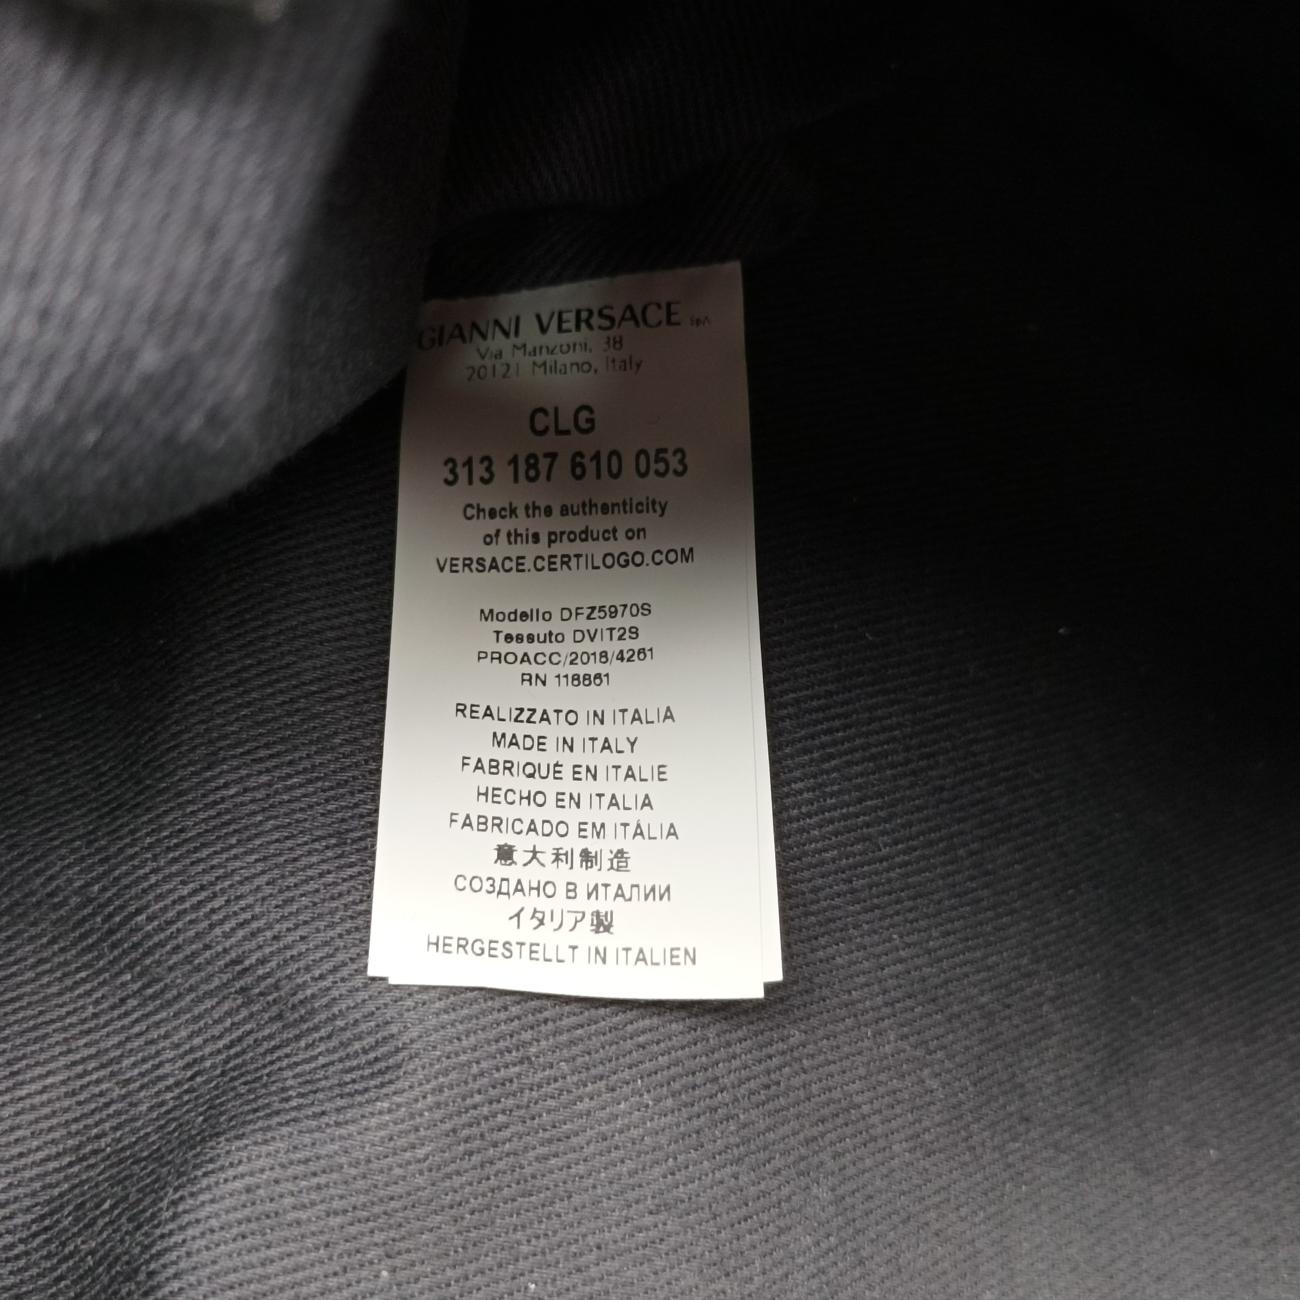 GIANNI VERSACE SpA
Via Manzoni, 38
20121 Milano, Italy
CLG
313 187 610 053
Check the authenticity
of this product on
VERSACE.CERTILOGO.COM
Modello DFZ5970S
Tessuto DVIT2S
PROACC/2018/4261
RN 118861
REALIZZATO IN ITALIA
MADE IN ITALY
FABRIQUÉ EN ITALIE
HECHO EN ITALIA
FABRICADO EM ITÁLIA
意大利制造
СОЗДАНО В ИТАЛИИ
イタリア製
HERGESTELLT IN ITALIEN